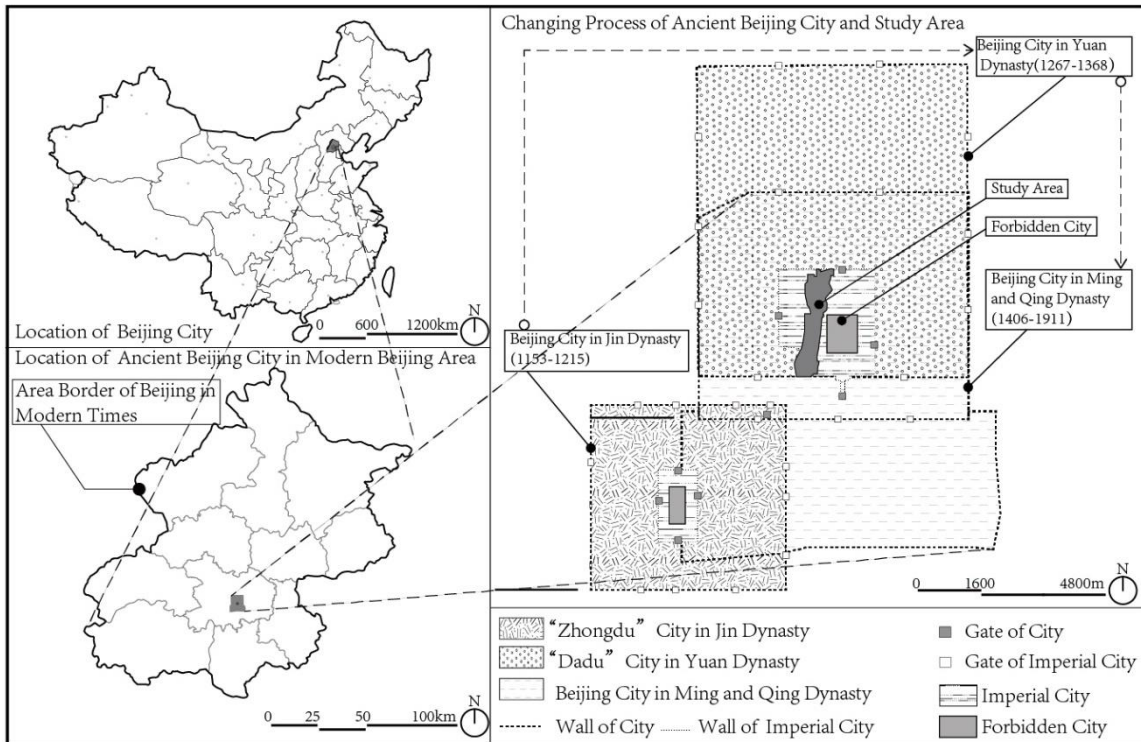 Location of Beijing City
0 600 1200km
N
Location of Ancient Beijing City in Modern Beijing Area
Area Border of Beijing in
Modern Times
N
0 25 50 100km
Changing Process of Ancient Beijing City and Study Area
Beijing City in Yuan
Dynasty(1267-1368)
Study Area
Forbidden City
Beijing City in Ming
and Qing Dynasty
(1406-1911)
Beijing City in Jin Dynasty
(1153-1215)
N
0 1600 4800m
“Zhongdu” City in Jin Dynasty
“Dadu” City in Yuan Dynasty
Beijing City in Ming and Qing Dynasty
Wall of City
Wall of Imperial City
Gate of City
Gate of Imperial City
Imperial City
Forbidden City